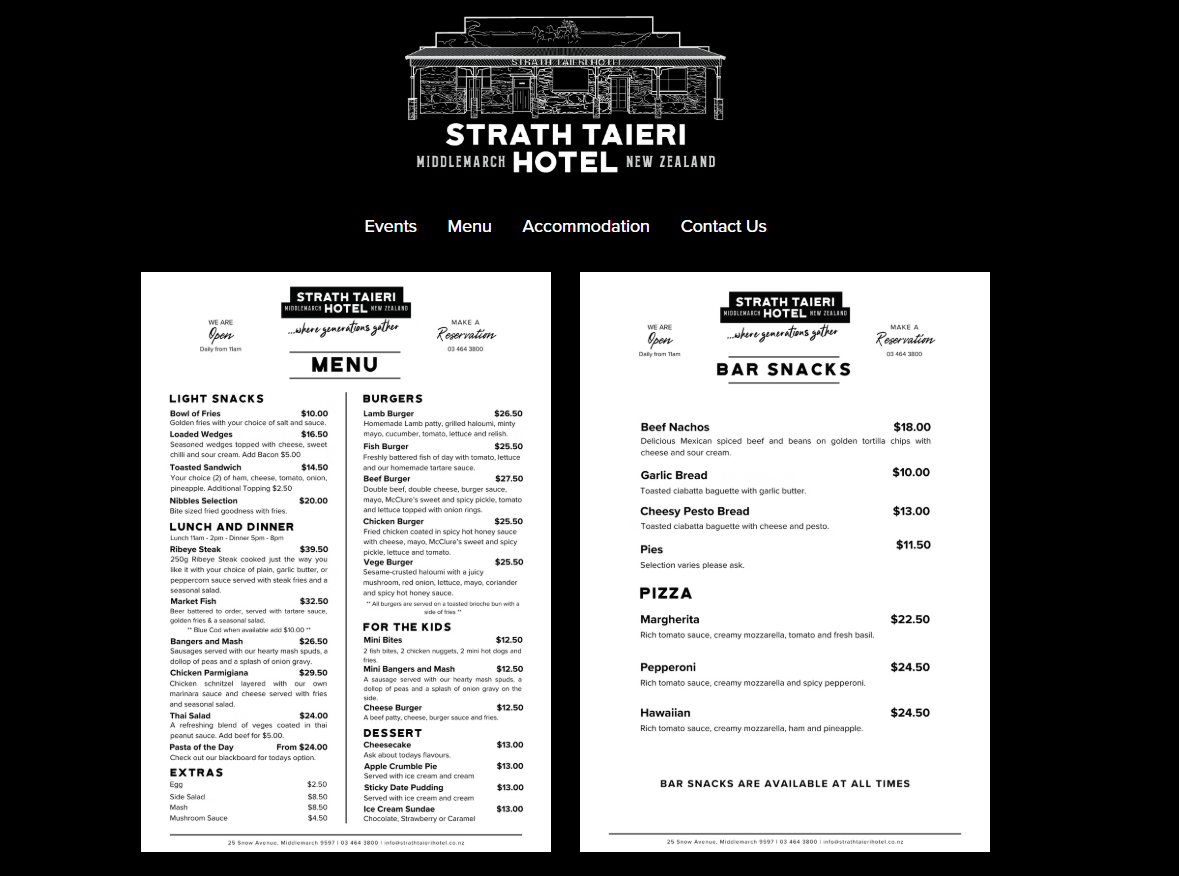 STRATH TAIERI HOTEL
STRATH TAIERI
MIDDLEMARCH HOTEL NEW ZEALAND
Events Menu Accommodation Contact Us
STRATH TAIERI
MIDDLEMARCH HOTEL NEW ZEALAND
...where generations gather
WE ARE
Open
Daily from 11am
MAKE A
Reservation
03 464 3800
MENU
LIGHT SNACKS
Bowl of Fries $10.00
Golden fries with your choice of salt and sauce.
Loaded Wedges $16.50
Seasoned wedges topped with cheese, sweet
chilli and sour cream. Add Bacon $5.00
Toasted Sandwich $14.50
Your choice (2) of ham, cheese, tomato, onion,
pineapple. Additional Topping $2.50
Nibbles Selection $20.00
Bite sized fried goodness with fries.
LUNCH AND DINNER
Lunch 11am - 2pm - Dinner 5pm - 8pm
Ribeye Steak $39.50
250g Ribeye Steak cooked just the way you
like it with your choice of plain, garlic butter, or
peppercorn sauce served with steak fries and a
seasonal salad.
Market Fish $32.50
Beer battered to order, served with tartare sauce,
golden fries & a seasonal salad.
** Blue Cod when available add $10.00 **
Bangers and Mash $26.50
Sausages served with our hearty mash spuds, a
dollop of peas and a splash of onion gravy.
Chicken Parmigiana $29.50
Chicken schnitzel layered with our own
marinara sauce and cheese served with fries
and seasonal salad.
Thai Salad $24.00
A refreshing blend of veges coated in thai
peanut sauce. Add beef for $5.00.
Pasta of the Day From $24.00
Check out our blackboard for todays option.
EXTRAS
Egg $2.50
Side Salad $8.50
Mash $8.50
Mushroom Sauce $4.50
BURGERS
Lamb Burger $26.50
Homemade Lamb patty, grilled haloumi, minty
mayo, cucumber, tomato, lettuce and relish.
Fish Burger $25.50
Freshly battered fish of day with tomato, lettuce
and our homemade tartare sauce.
Beef Burger $27.50
Double beef, double cheese, burger sauce,
mayo, McClure's sweet and spicy pickle, tomato
and lettuce topped with onion rings.
Chicken Burger $25.50
Fried chicken coated in spicy hot honey sauce
with cheese, mayo, McClure's sweet and spicy
pickle, lettuce and tomato.
Vege Burger $25.50
Sesame-crusted haloumi with a juicy
mushroom, red onion, lettuce, mayo, coriander
and spicy hot honey sauce.
** All burgers are served on a toasted brioche bun with a
side of fries **
FOR THE KIDS
Mini Bites $12.50
2 fish bites, 2 chicken nuggets, 2 mini hot dogs and
fries.
Mini Bangers and Mash $12.50
A sausage served with our hearty mash spuds, a
dollop of peas and a splash of onion gravy on the
side.
Cheese Burger $12.50
A beef patty, cheese, burger sauce and fries.
DESSERT
Cheesecake $13.00
Ask about todays flavours.
Apple Crumble Pie $13.00
Served with ice cream and cream
Sticky Date Pudding $13.00
Served with ice cream and cream
Ice Cream Sundae $13.00
Chocolate, Strawberry or Caramel
25 Snow Avenue, Middlemarch 9597 | 03 464 3800 | info@strathtaierihotel.co.nz
STRATH TAIERI
MIDDLEMARCH HOTEL NEW ZEALAND
...where generations gather
WE ARE
Open
Daily from 11am
MAKE A
Reservation
03 464 3800
BAR SNACKS
Beef Nachos $18.00
Delicious Mexican spiced beef and beans on golden tortilla chips with
cheese and sour cream.
Garlic Bread $10.00
Toasted ciabatta baguette with garlic butter.
Cheesy Pesto Bread $13.00
Toasted ciabatta baguette with cheese and pesto.
Pies $11.50
Selection varies please ask.
PIZZA
Margherita $22.50
Rich tomato sauce, creamy mozzarella, tomato and fresh basil.
Pepperoni $24.50
Rich tomato sauce, creamy mozzarella and spicy pepperoni.
Hawaiian $24.50
Rich tomato sauce, creamy mozzarella, ham and pineapple.
BAR SNACKS ARE AVAILABLE AT ALL TIMES
25 Snow Avenue, Middlemarch 9597 | 03 464 3800 | info@strathtaierihotel.co.nz